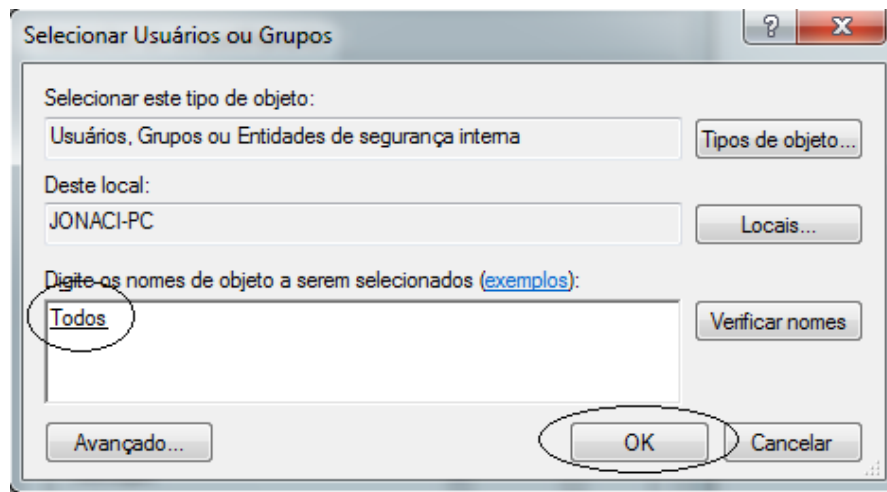 Selecionar Usuários ou Grupos
Selecionar este tipo de objeto:
Usuários, Grupos ou Entidades de segurança interna
Tipos de objeto...
Deste local:
JONACI-PC
Locais...
Digite os nomes de objeto a serem selecionados (exemplos):
Todos
Verificar nomes
Avançado...
OK
Cancelar